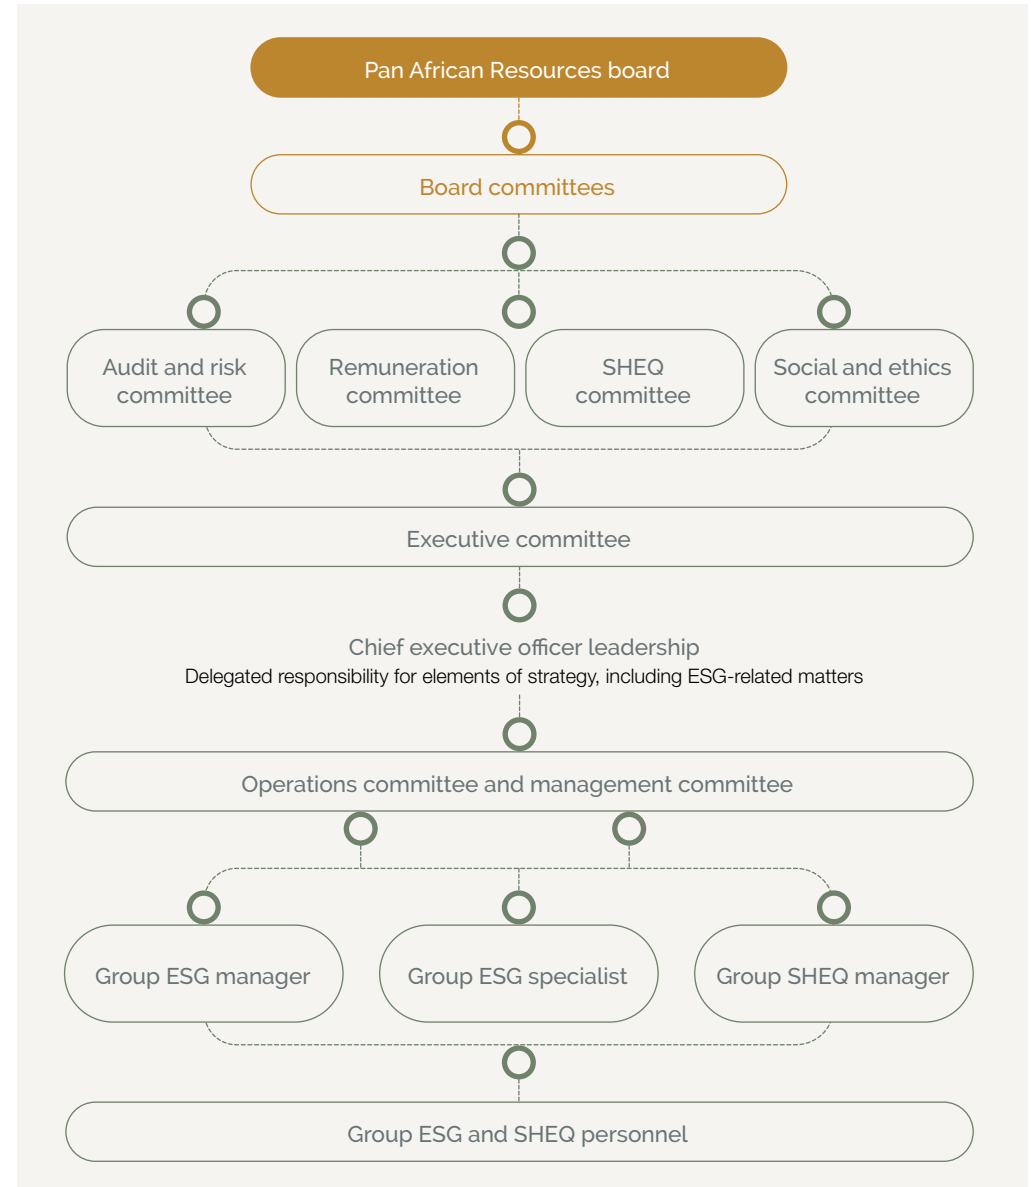 Pan African Resources board
Board committees
Audit and risk
committee
Remuneration
committee
SHEQ
committee
Social and ethics
committee
Executive committee
Chief executive officer leadership
Delegated responsibility for elements of strategy, including ESG-related matters
Operations committee and management committee
Group ESG manager
Group ESG specialist
Group SHEQ manager
Group ESG and SHEQ personnel